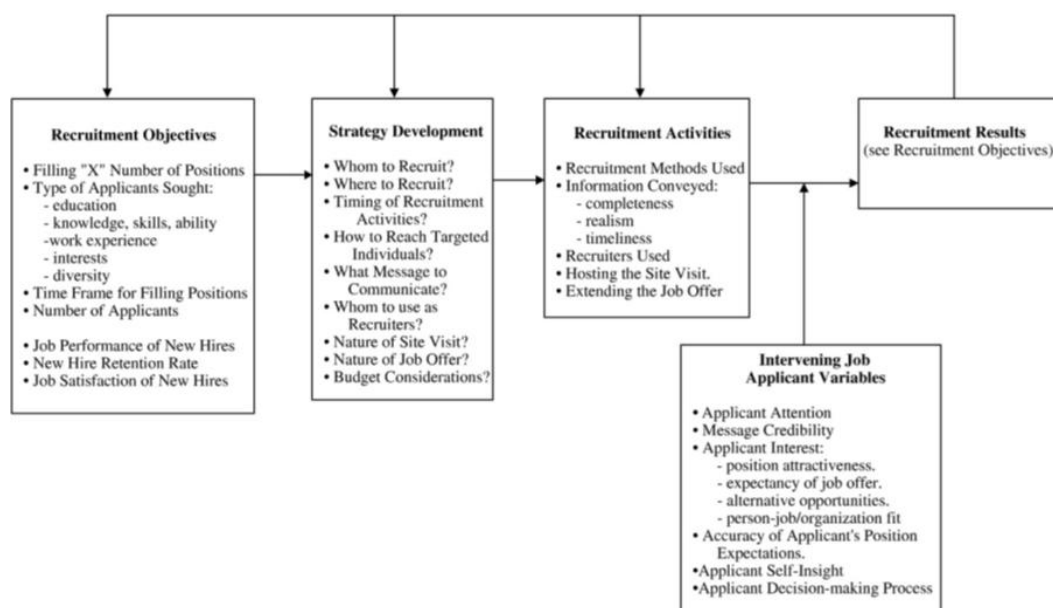 Recruitment Objectives
• Filling "X" Number of Positions
• Type of Applicants Sought:
- education
- knowledge, skills, ability
-work experience
- interests
- diversity
• Time Frame for Filling Positions
• Number of Applicants
• Job Performance of New Hires
• New Hire Retention Rate
• Job Satisfaction of New Hires
Strategy Development
• Whom to Recruit?
• Where to Recruit?
• Timing of Recruitment
Activities?
• How to Reach Targeted
Individuals?
• What Message to
Communicate?
• Whom to use as
Recruiters?
• Nature of Site Visit?
• Nature of Job Offer?
• Budget Considerations?
Recruitment Activities
• Recruitment Methods Used
• Information Conveyed:
- completeness
- realism
- timeliness
• Recruiters Used
• Hosting the Site Visit.
• Extending the Job Offer
Recruitment Results
(see Recruitment Objectives)
Intervening Job
Applicant Variables
• Applicant Attention
• Message Credibility
• Applicant Interest:
- position attractiveness.
- expectancy of job offer.
- alternative opportunities.
- person-job/organization fit
• Accuracy of Applicant's Position
Expectations.
•Applicant Self-Insight
•Applicant Decision-making Process